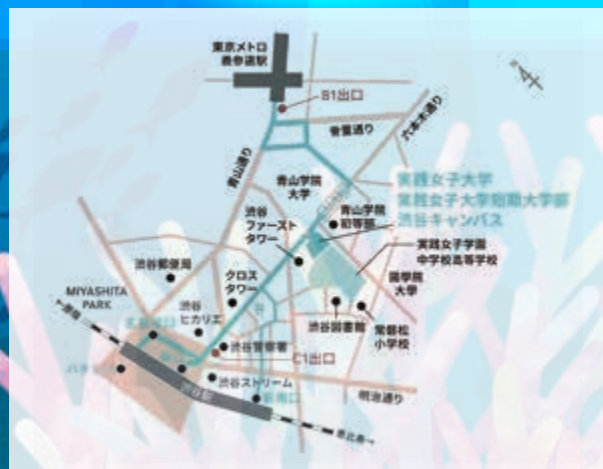 東京メトロ
表参道駅
B1出口
骨董通り
六本木通り
青山通り
青山学院
大学
実践女子大学
実践女子大学短期大学部
渋谷キャンパス
青山学院
初等部
渋谷
ファースト
タワー
実践女子学園
中学校高等学校
國學院
大学
渋谷郵便局
クロス
タワー
MIYASHITA
PARK
渋谷
ヒカリエ
渋谷図書館
常磐松
小学校
←原宿
渋谷警察署
C1出口
渋谷ストリーム
明治通り
渋谷駅
新南口
恵比寿→